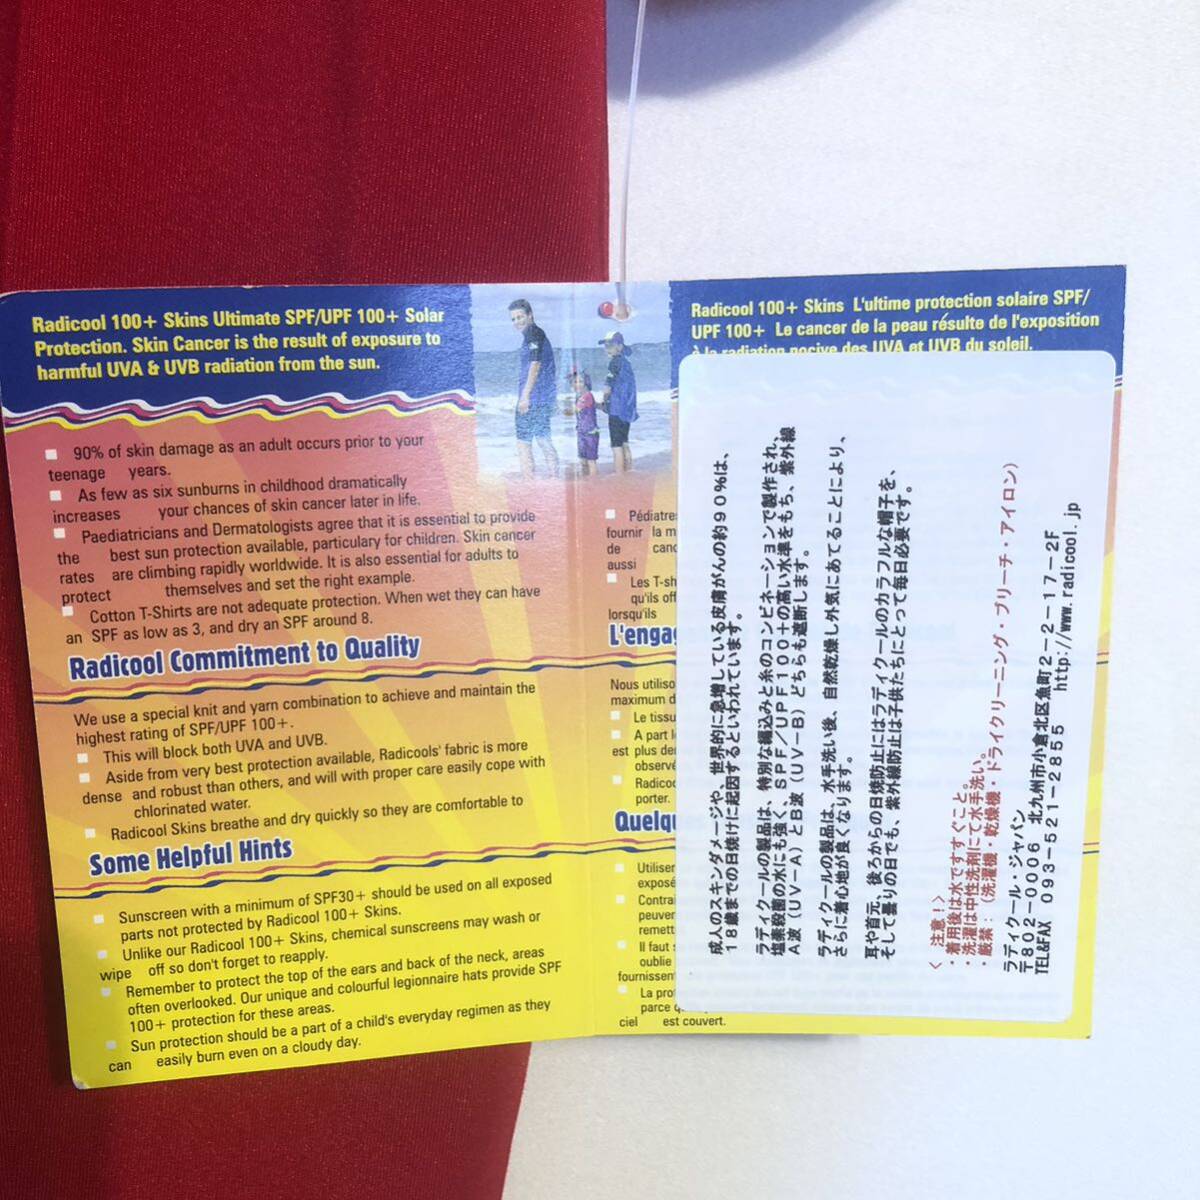 Radicool 100+ Skins Ultimate SPF/UPF 100+ Solar
Protection. Skin Cancer is the result of exposure to
harmful UVA & UVB radiation from the sun.
90% of skin damage as an adult occurs prior to your
teenage years.
As few as six sunburns in childhood dramatically
increases your chances of skin cancer later in life.
Paediatricians and Dermatologists agree that it is essential to provide
the best sun protection available, particulary for children. Skin cancer
rates are climbing rapidly worldwide. It is also essential for adults to
protect themselves and set the right example.
Cotton T-Shirts are not adequate protection. When wet they can have
an SPF as low as 3, and dry an SPF around 8.
Radicool Commitment to Quality
We use a special knit and yarn combination to achieve and maintain the
highest rating of SPF/UPF 100+.
This will block both UVA and UVB.
Aside from very best protection available, Radicools' fabric is more
dense and robust than others, and will with proper care easily cope with
chlorinated water.
Radicool Skins breathe and dry quickly so they are comfortable to
Some Helpful Hints
Sunscreen with a minimum of SPF30+ should be used on all exposed
parts not protected by Radicool 100+ Skins.
Unlike our Radicool 100+ Skins, chemical sunscreens may wash or
wipe off so don't forget to reapply.
Remember to protect the top of the ears and back of the neck, areas
often overlooked. Our unique and colourful legionnaire hats provide SPF
100+ protection for these areas.
Sun protection should be a part of a child's everyday regimen as they
can easily burn even on a cloudy day.
Radicool 100+ Skins L'ultime protection solaire SPF/
UPF 100+ Le cancer de la peau résulte de l'exposition
à la radiation nocive des UVA et UVB du soleil.
Pédiatre
fournir la m
de canc
aussi
Les T-sh
qu'ils off
lorsqu'ils
L'engag
Nous utiliso
maximum d
Le tissu
A part l
est plus de
observé
Radicoo
porter.
Quelqu
Utiliser
exposé
Contrai
peuver
remett
Il faut
oublie
fournissen
La prot
parce q
ciel est couvert.
成人のスキンダメージや、世界的に急増している皮膚がんの約９０％は、
１８歳までの日焼けに起因するといわれています。
ラディクールの製品は、特別な編込みと糸のコンビネーションで製作され、
塩素殺菌の水にも強く、ＳＰＦ／ＵＰＦ１００＋の高い水準をもち、紫外線
Ａ波（ＵＶ－Ａ）とＢ波（ＵＶ－Ｂ）どちらも遮断します。
ラディクールの製品は、水手洗い後、自然乾燥し外気にあてることにより、
さらに着心地が良くなります。
耳や首元、後ろからの日焼防止にはラディクールのカラフルな帽子を、
そして曇りの日でも、紫外線防止は子供たちにとって毎日必要です。
＜ 注意！＞
・着用後は水ですすぐこと。
・洗濯は中性洗剤にて水手洗い。
・厳禁：（洗濯機・乾燥機・ドライクリーニング・ブリーチ・アイロン）
ラディクール・ジャパン
〒８０２－０００６ 北九州市小倉北区魚町２－２－１７－２Ｆ
TEL&FAX ０９３－５２１－２８５５ http://www.radicool.jp